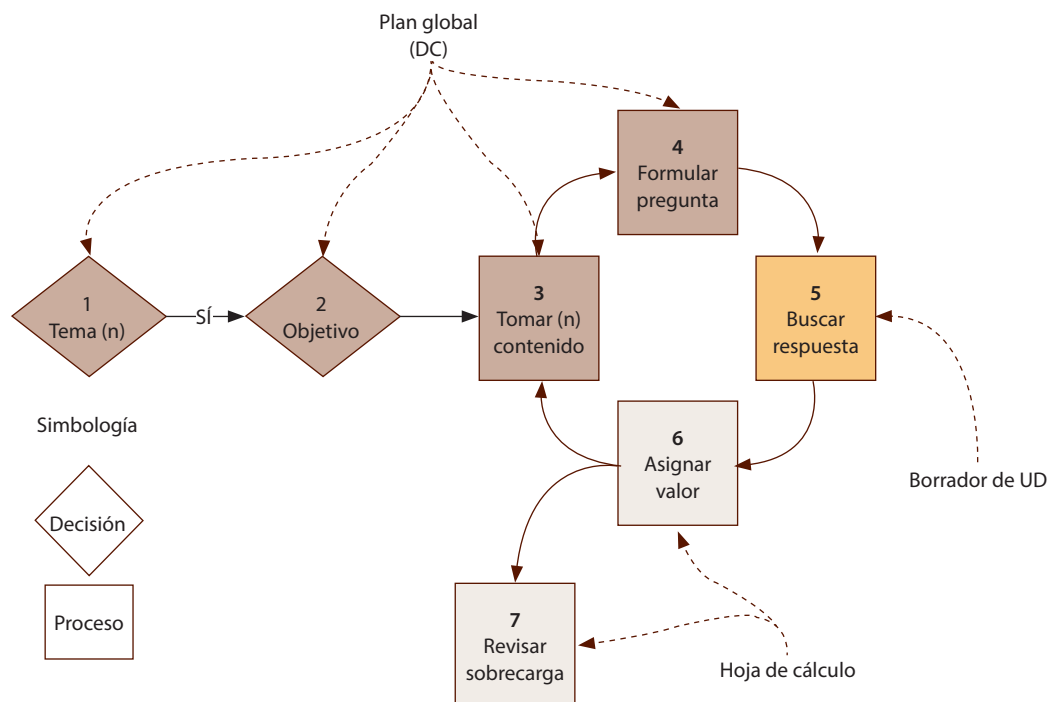 Plan global
(DC)
4
Formular
pregunta
1
Tema (n)
SÍ
2
Objetivo
3
Tomar (n)
contenido
5
Buscar
respuesta
Simbología
6
Asignar
valor
Borrador de UD
Decisión
Proceso
7
Revisar
sobrecarga
Hoja de cálculo